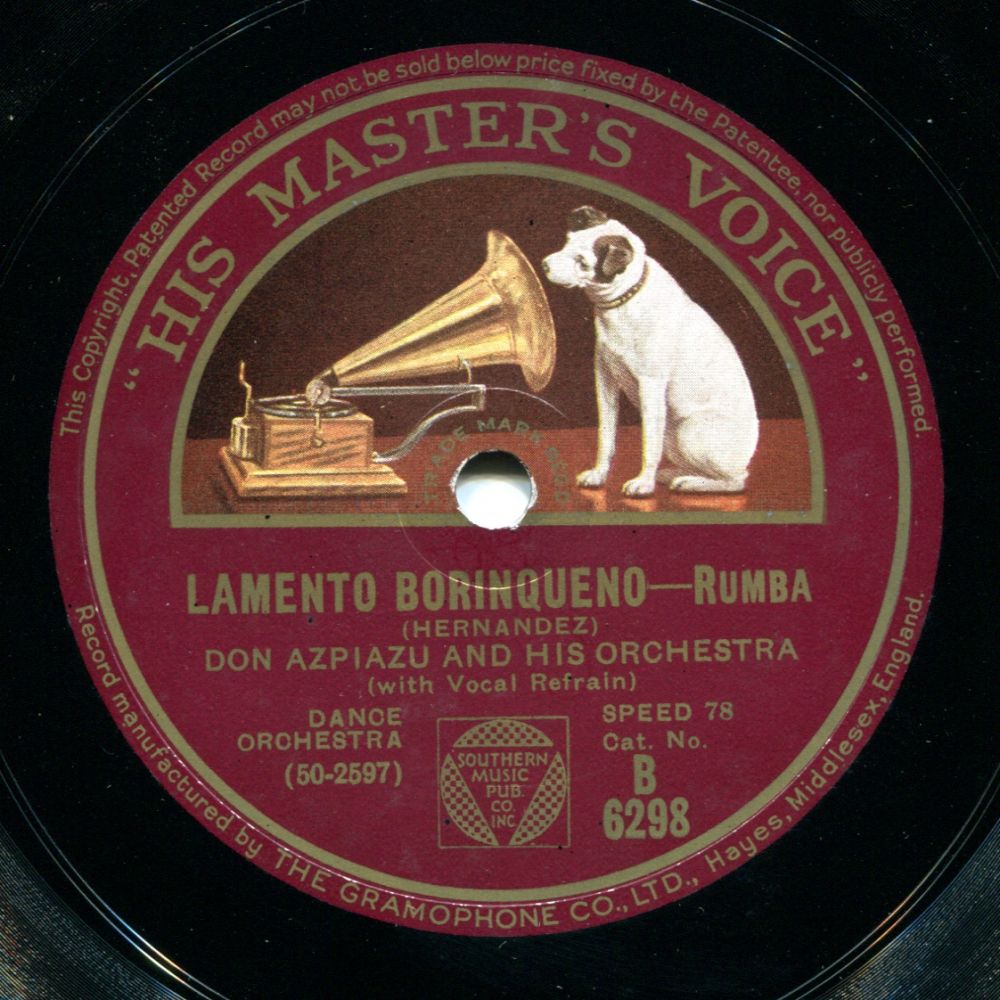 This Copyright, Patented Record may not be sold below price fixed by the Patentee, nor publicly performed.
"HIS MASTER'S VOICE"
TRADE MARK REGD
LAMENTO BORINQUENO—RUMBA
(HERNANDEZ)
DON AZPIAZU AND HIS ORCHESTRA
(with Vocal Refrain)
DANCE
ORCHESTRA
(50-2597)
SOUTHERN
MUSIC
PUB.
CO.
INC
SPEED 78
Cat. No.
B
6298
Record manufactured by THE GRAMOPHONE CO., LTD., Hayes, Middlesex, England.